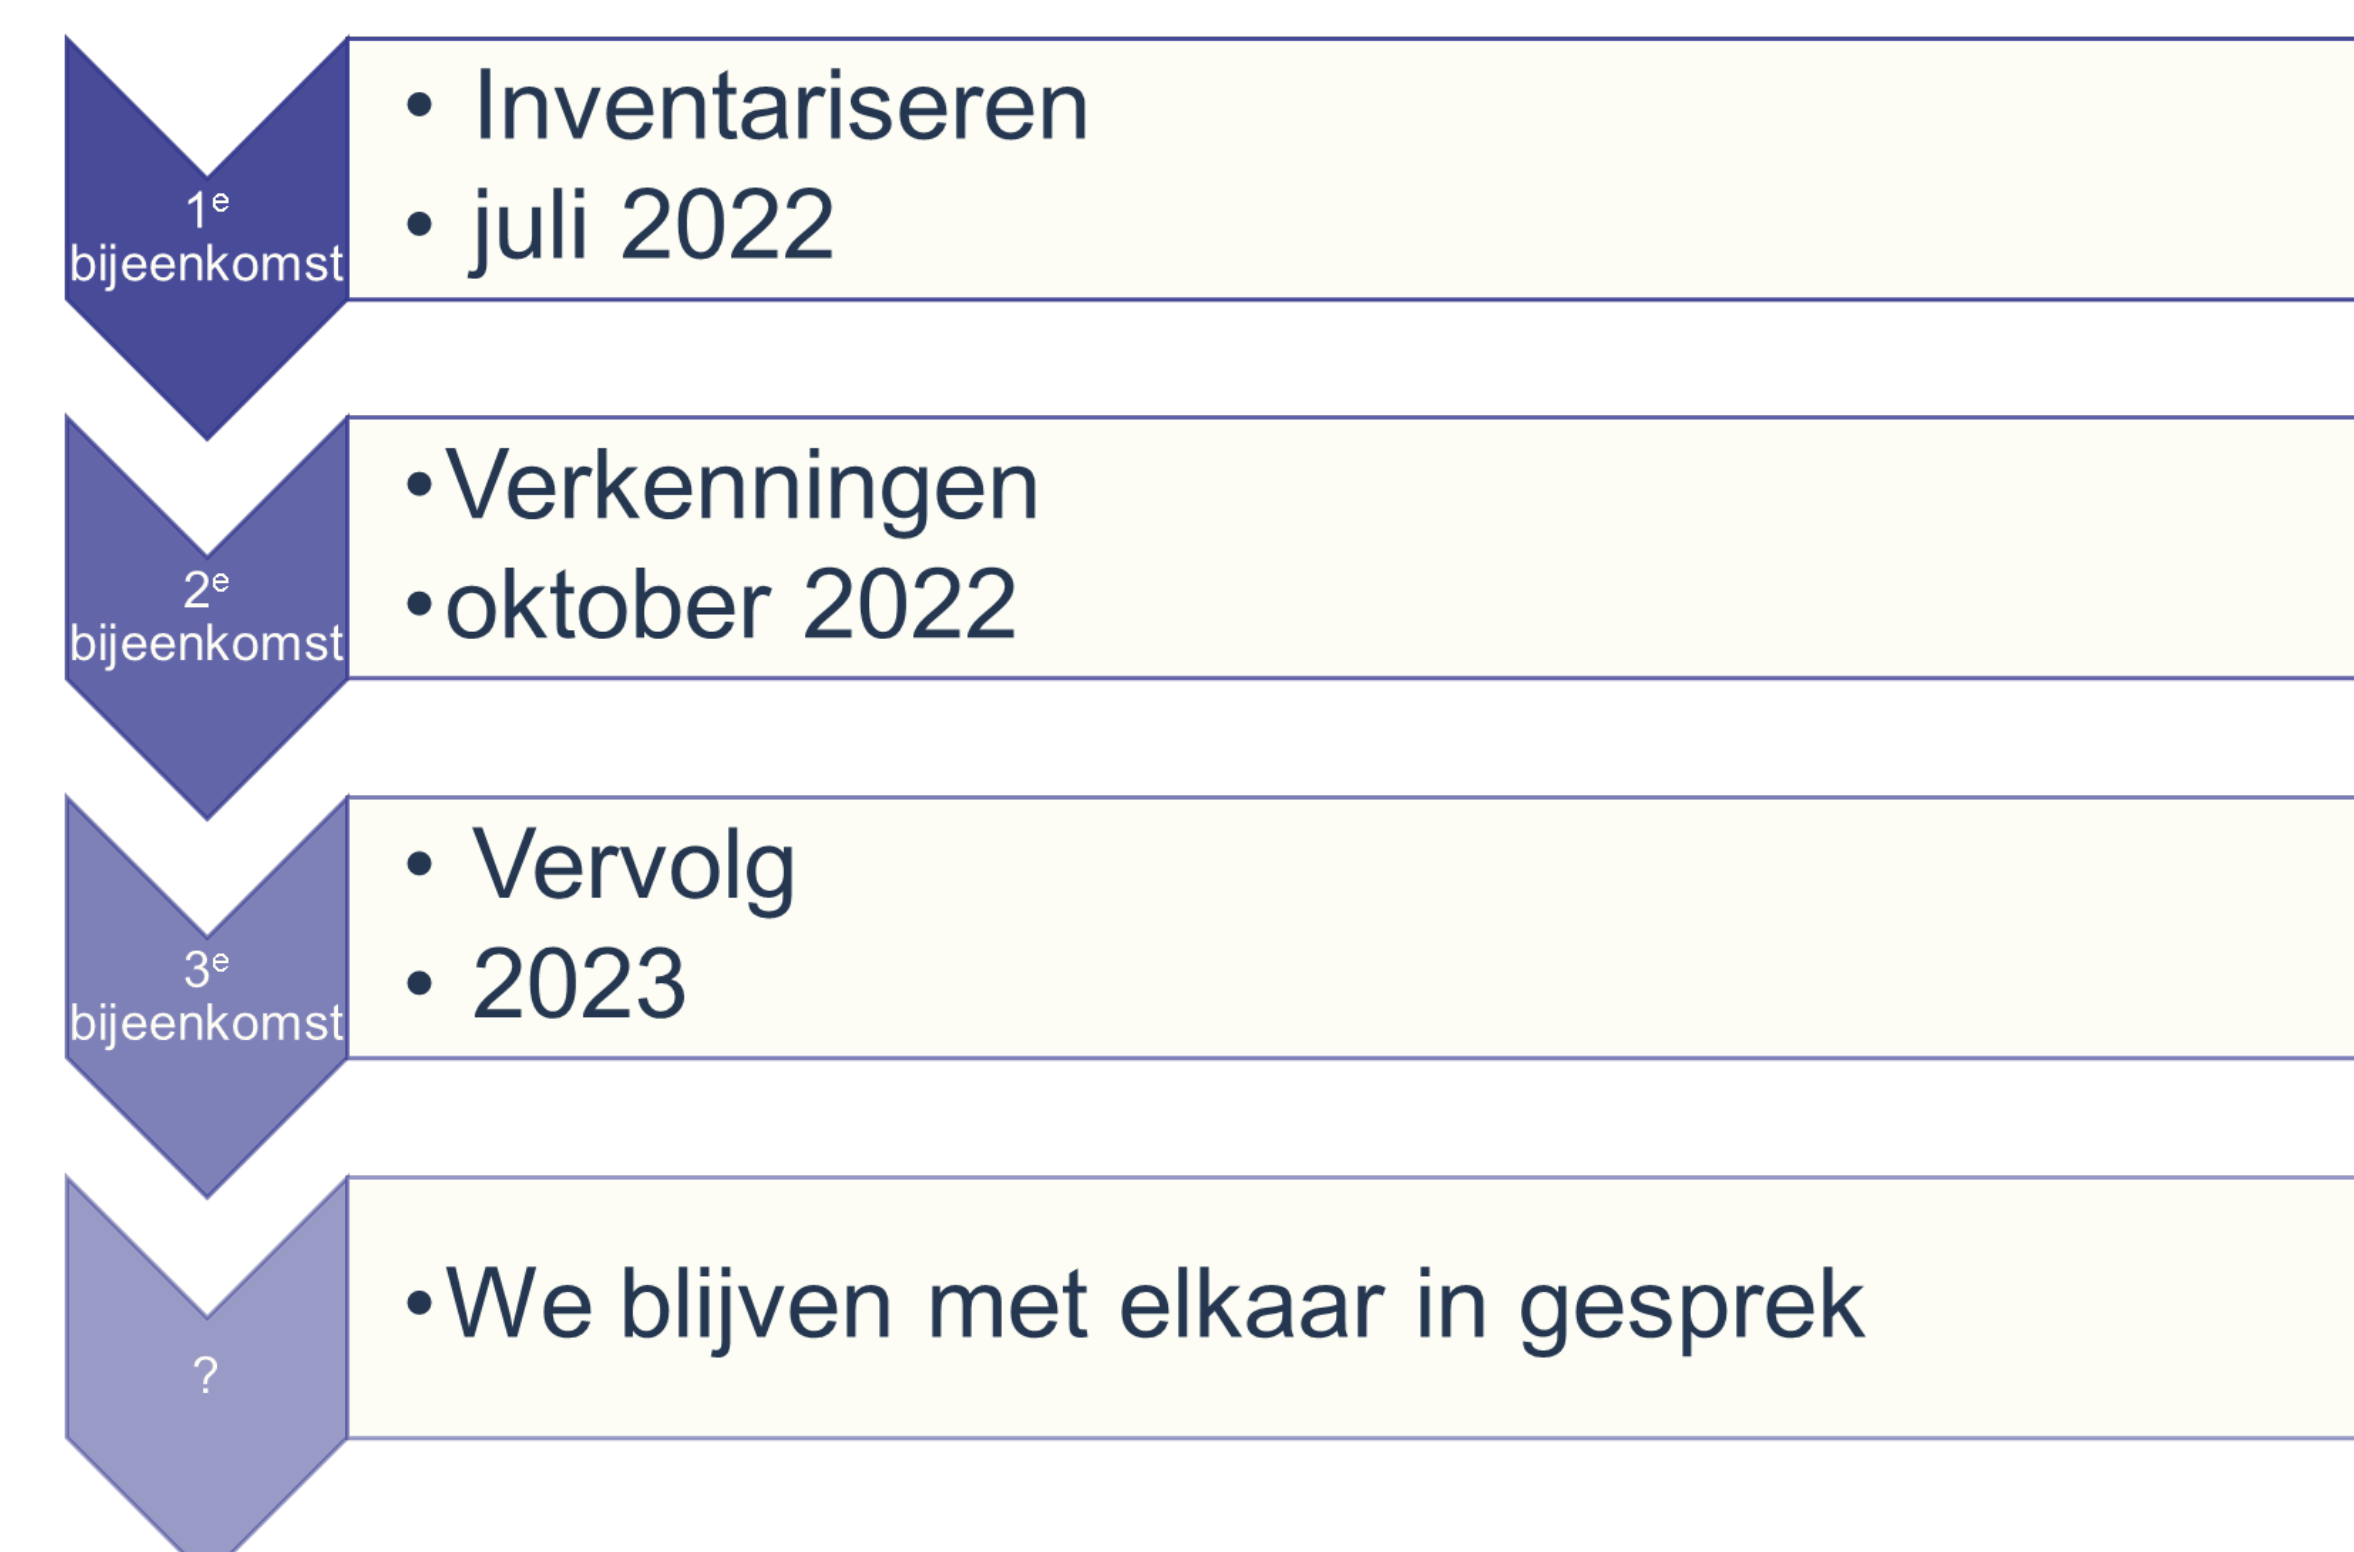 1e
bijeenkomst
• Inventariseren
• juli 2022
2e
bijeenkomst
• Verkenningen
• oktober 2022
3e
bijeenkomst
• Vervolg
• 2023
?
• We blijven met elkaar in gesprek